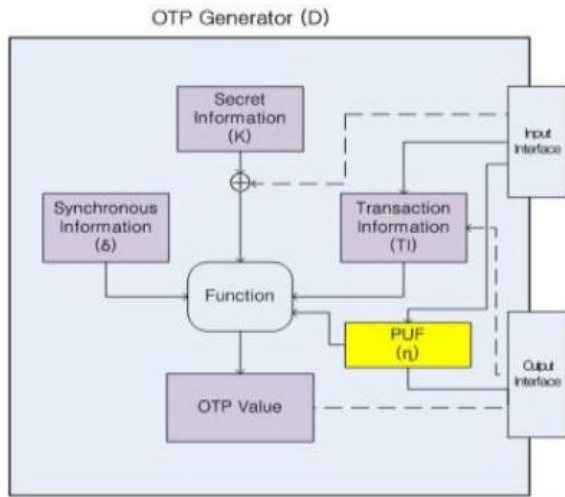 OTP Generator (D)
Secret
Information
(K)
Input
Interface
Synchronous
Information
(δ)
Transaction
Information
(TI)
Function
PUF
(η)
Output
Interface
OTP Value